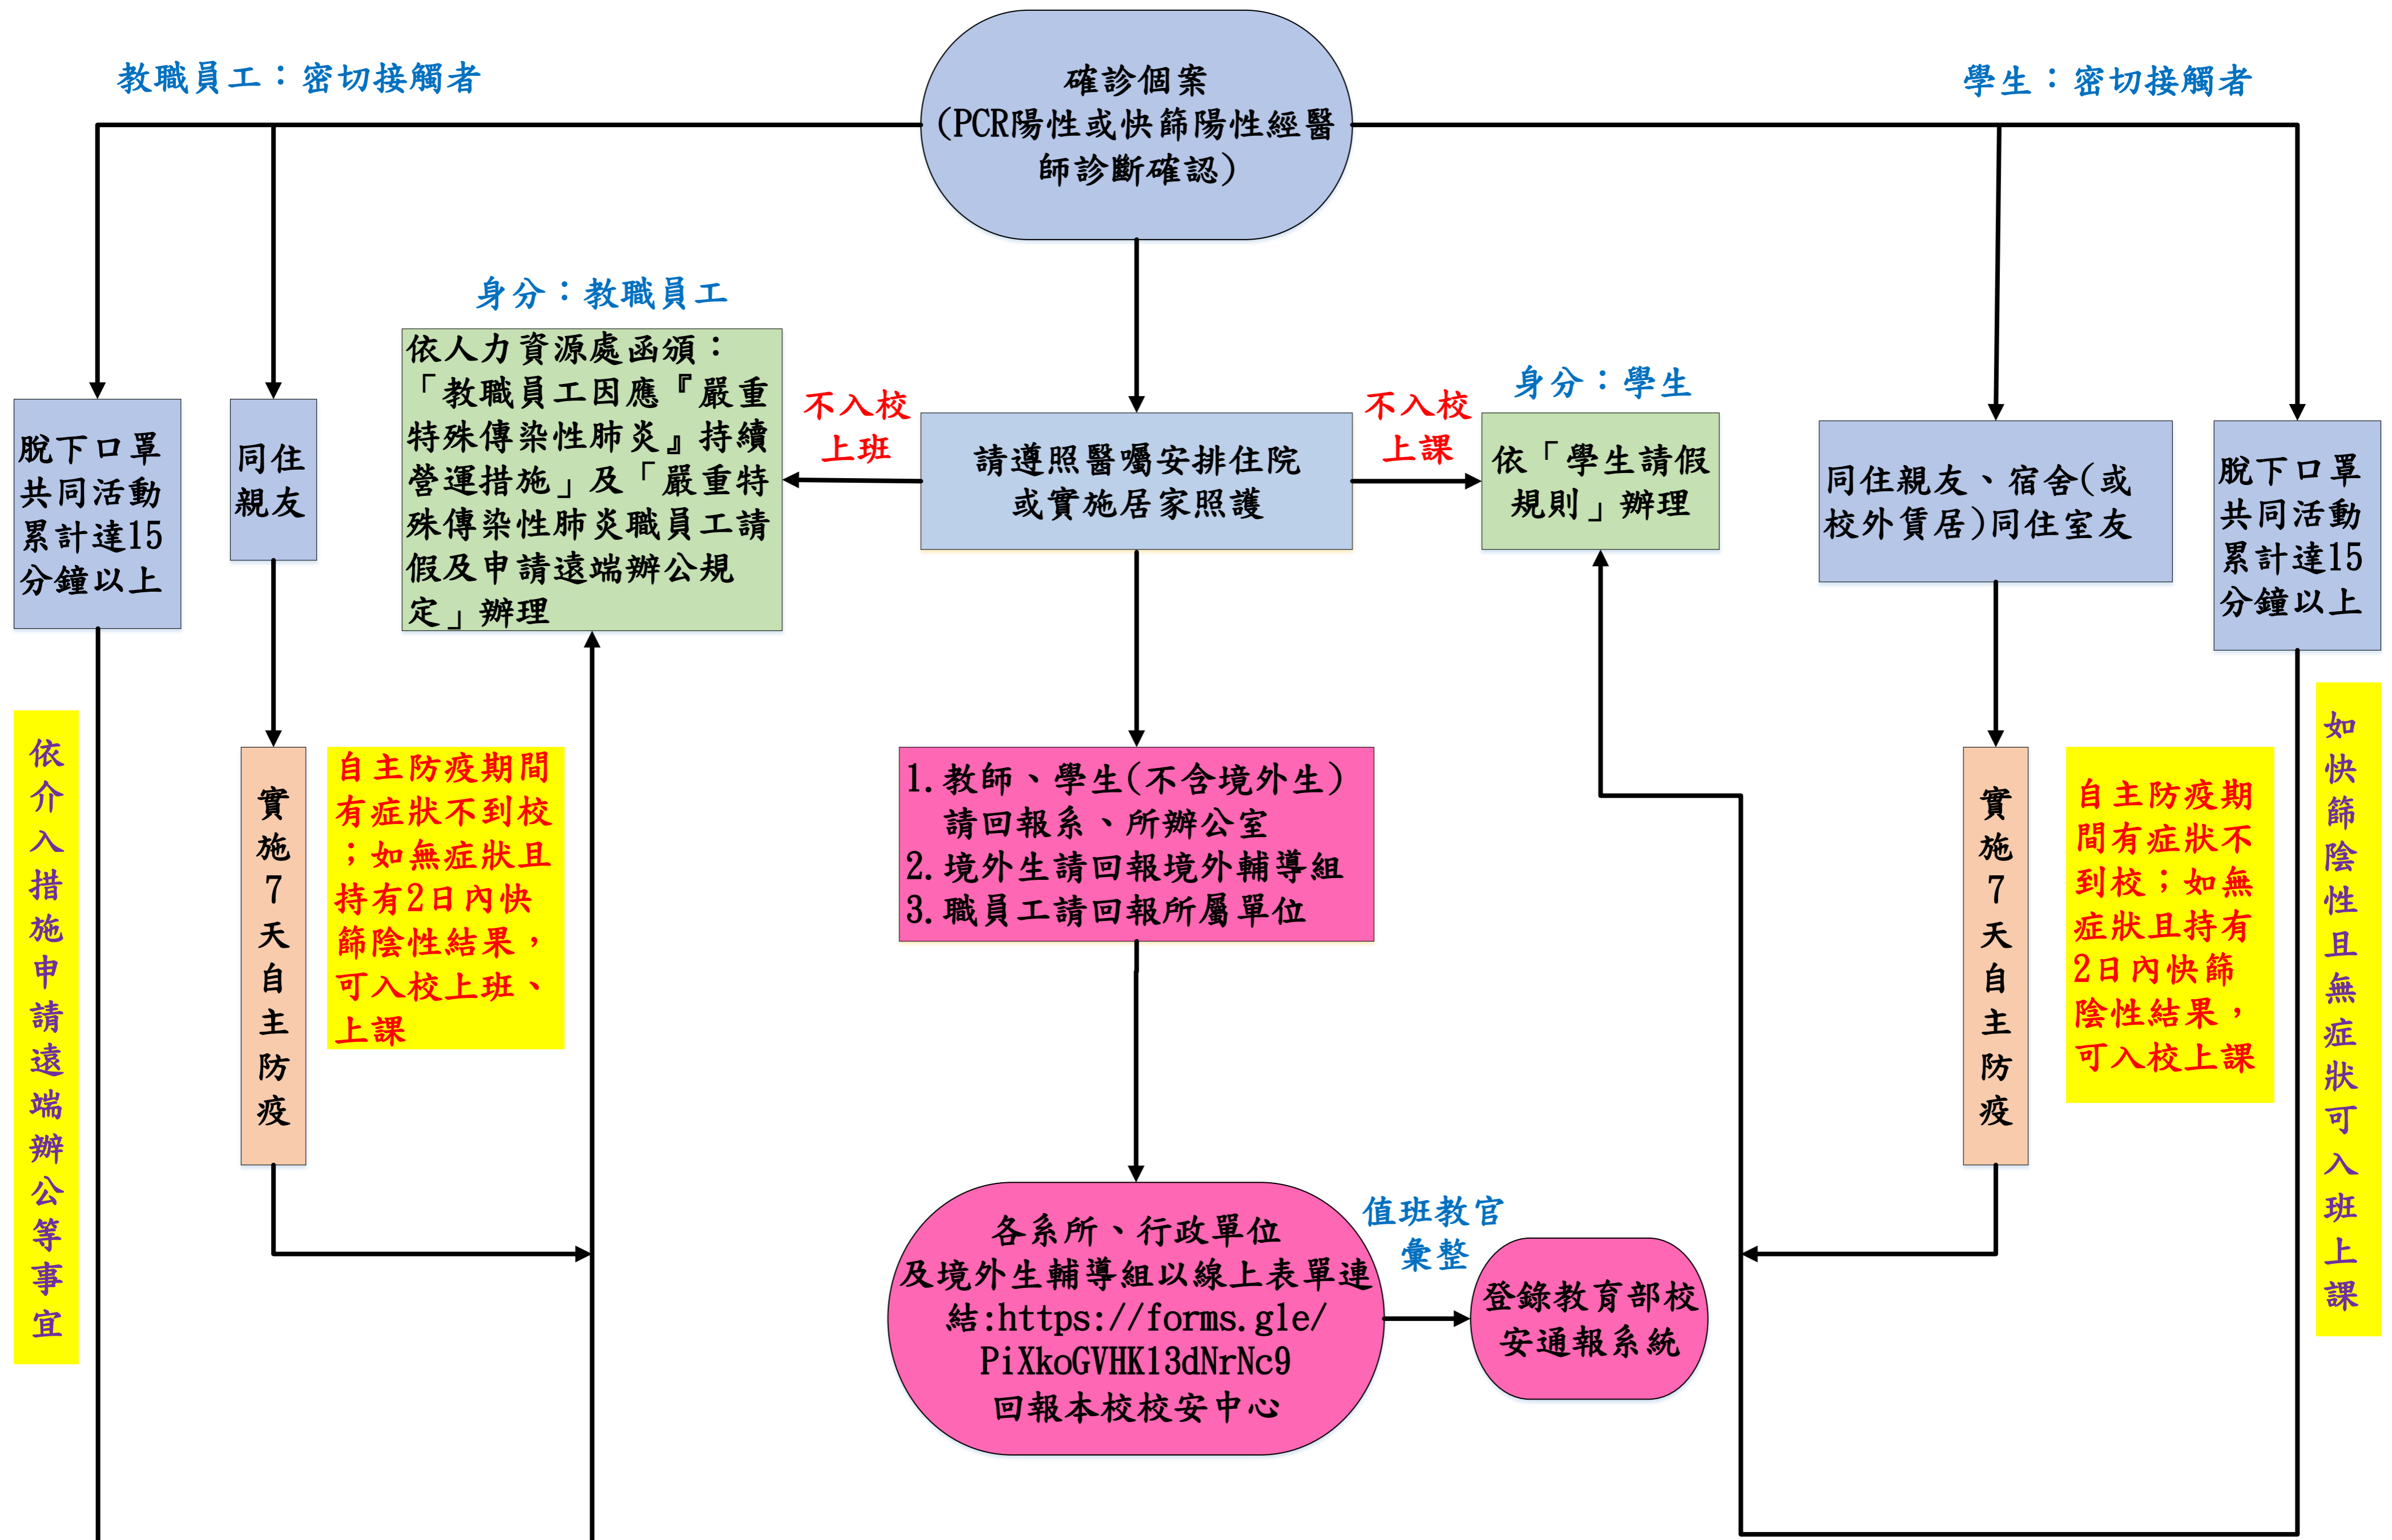 教職員工：密切接觸者
確診個案
(PCR陽性或快篩陽性經醫
師診斷確認)
學生：密切接觸者
身分：教職員工
依人力資源處函頒：
「教職員工因應『嚴重
特殊傳染性肺炎』持續
營運措施」及「嚴重特
殊傳染性肺炎職員工請
假及申請遠端辦公規
定」辦理
不入校
上班
請遵照醫囑安排住院
或實施居家照護
不入校
上課
身分：學生
依「學生請假
規則」辦理
脫下口罩
共同活動
累計達15
分鐘以上
同住
親友
同住親友、宿舍(或
校外賃居)同住室友
脫下口罩
共同活動
累計達15
分鐘以上
依介入措施申請遠端辦公等事宜
實施7天自主防疫
自主防疫期間
有症狀不到校
；如無症狀且
持有2日內快
篩陰性結果，
可入校上班、
上課
1.教師、學生(不含境外生)
請回報系、所辦公室
2.境外生請回報境外輔導組
3.職員工請回報所屬單位
實施7天自主防疫
自主防疫期
間有症狀不
到校；如無
症狀且持有
2日內快篩
陰性結果，
可入校上課
如快篩陰性且無症狀可入班上課
各系所、行政單位
及境外生輔導組以線上表單連
結:https://forms.gle/
PiXkoGVHK13dNrNc9
回報本校校安中心
值班教官
彙整
登錄教育部校
安通報系統